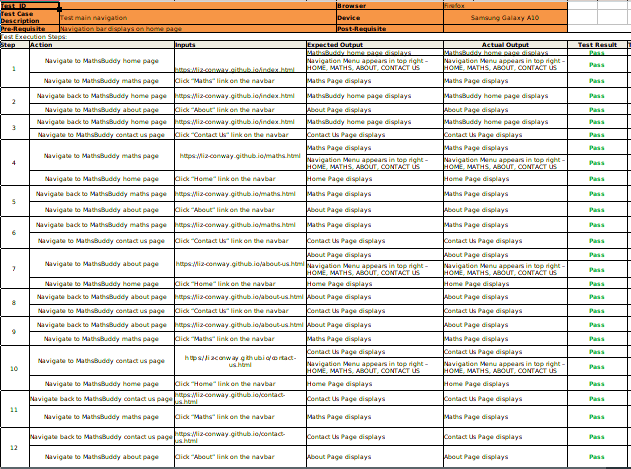 Test_ID Browser Firefox
Test Case Description Test main navigation Device Samsung Galaxy A10
Pre-Requisite Navigation bar displays on home page Post-Requisite
Test Execution Steps:
Step Action Inputs Expected Output Actual Output Test Result
1 Navigate to MathsBuddy home page https://liz-conway.github.io/index.html MathsBuddy home page displays MathsBuddy home page displays Pass
Navigation Menu appears in top right – HOME, MATHS, ABOUT, CONTACT US Navigation Menu appears in top right – HOME, MATHS, ABOUT, CONTACT US Pass
Navigate to MathsBuddy maths page Click "Maths" link on the navbar Maths Page displays Maths Page displays Pass
2 Navigate back to MathsBuddy home page https://liz-conway.github.io/index.html MathsBuddy home page displays MathsBuddy home page displays Pass
Navigate to MathsBuddy about page Click "About" link on the navbar About Page displays About Page displays Pass
3 Navigate back to MathsBuddy home page https://liz-conway.github.io/index.html MathsBuddy home page displays MathsBuddy home page displays Pass
Navigate to MathsBuddy contact us page Click "Contact Us" link on the navbar Contact Us Page displays Contact Us Page displays Pass
4 Navigate to MathsBuddy maths page https://liz-conway.github.io/maths.html Maths Page displays Maths Page displays Pass
Navigation Menu appears in top right – HOME, MATHS, ABOUT, CONTACT US Navigation Menu appears in top right – HOME, MATHS, ABOUT, CONTACT US Pass
Navigate to MathsBuddy home page Click "Home" link on the navbar Home Page displays Home Page displays Pass
5 Navigate back to MathsBuddy maths page https://liz-conway.github.io/maths.html Maths Page displays Maths Page displays Pass
Navigate to MathsBuddy about page Click "About" link on the navbar About Page displays About Page displays Pass
6 Navigate back to MathsBuddy maths page https://liz-conway.github.io/maths.html Maths Page displays Maths Page displays Pass
Navigate to MathsBuddy contact us page Click "Contact Us" link on the navbar Contact Us Page displays Contact Us Page displays Pass
7 Navigate to MathsBuddy about page https://liz-conway.github.io/about-us.html About Page displays About Page displays Pass
Navigation Menu appears in top right – HOME, MATHS, ABOUT, CONTACT US Navigation Menu appears in top right – HOME, MATHS, ABOUT, CONTACT US Pass
Navigate to MathsBuddy home page Click "Home" link on the navbar Home Page displays Home Page displays Pass
8 Navigate back to MathsBuddy about page https://liz-conway.github.io/about-us.html About Page displays About Page displays Pass
Navigate to MathsBuddy contact us page Click "Contact Us" link on the navbar Contact Us Page displays Contact Us Page displays Pass
9 Navigate back to MathsBuddy about page https://liz-conway.github.io/about-us.html About Page displays About Page displays Pass
Navigate to MathsBuddy maths page Click "Maths" link on the navbar Maths Page displays Maths Page displays Pass
10 Navigate to MathsBuddy contact us page https://liz-conway.github.io/contact-us.html Contact Us Page displays Contact Us Page displays Pass
Navigation Menu appears in top right – HOME, MATHS, ABOUT, CONTACT US Navigation Menu appears in top right – HOME, MATHS, ABOUT, CONTACT US Pass
Navigate to MathsBuddy home page Click "Home" link on the navbar Home Page displays Home Page displays Pass
11 Navigate back to MathsBuddy contact us page https://liz-conway.github.io/contact-us.html Contact Us Page displays Contact Us Page displays Pass
Navigate to MathsBuddy maths page Click "Maths" link on the navbar Maths Page displays Maths Page displays Pass
12 Navigate back to MathsBuddy contact us page https://liz-conway.github.io/contact-us.html Contact Us Page displays Contact Us Page displays Pass
Navigate to MathsBuddy about page Click "About" link on the navbar About Page displays About Page displays Pass